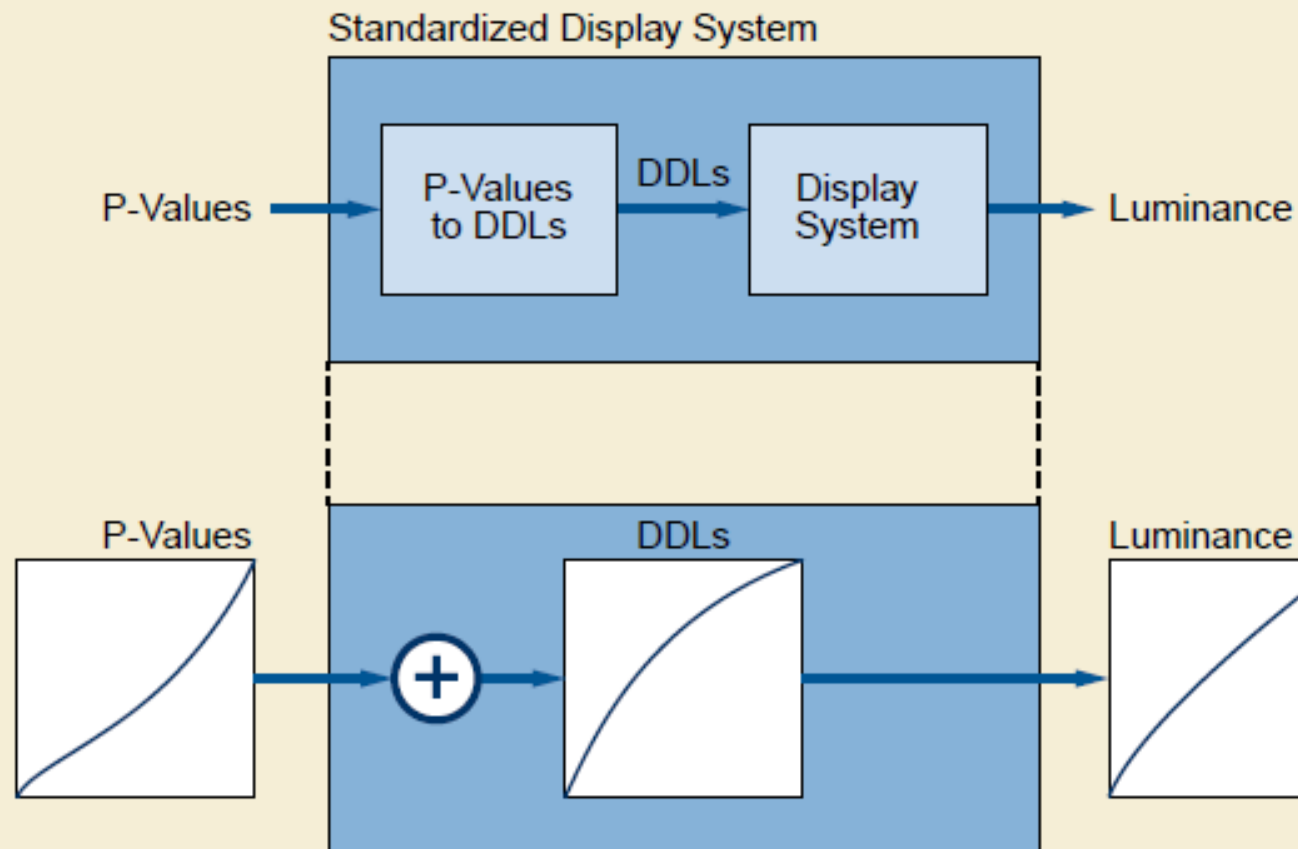 Standardized Display System
P-Values
P-Values
to DDLs
DDLs
Display
System
Luminance
P-Values
DDLs
Luminance
+